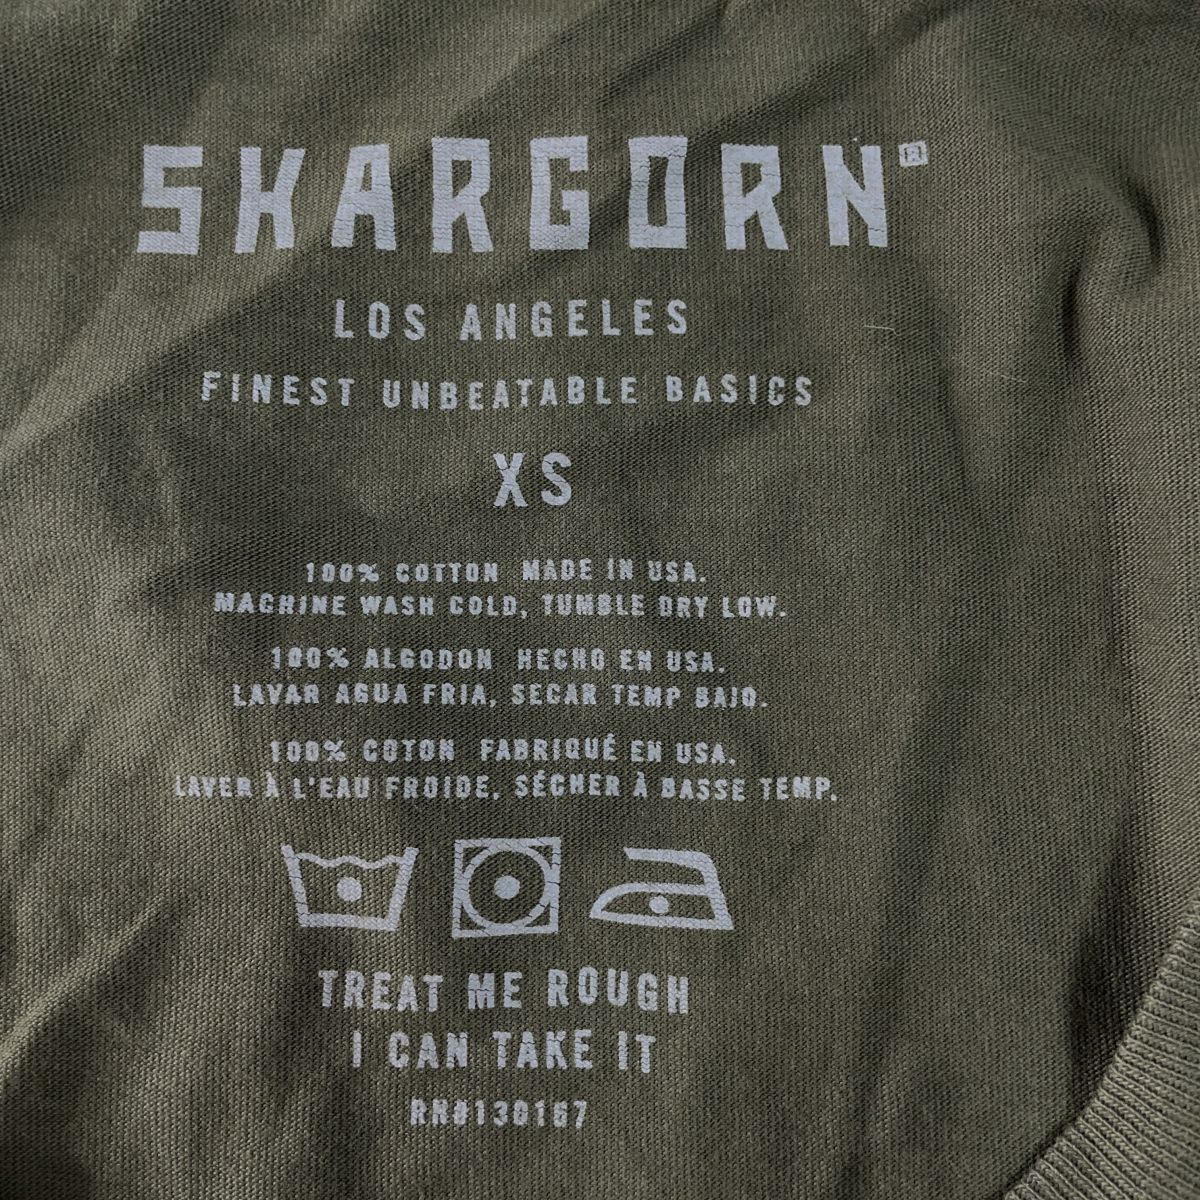 SKARGORN®
LOS ANGELES
FINEST UNBEATABLE BASICS
XS
100% COTTON MADE IN USA.
MACHINE WASH COLD, TUMBLE DRY LOW.
100% ALGODON HECHO EN USA.
LAVAR AGUA FRIA, SECAR TEMP BAJO.
100% COTON FABRIQUÉ EN USA.
LAVER À L'EAU FROIDE, SÉCHER À BASSE TEMP.
TREAT ME ROUGH
I CAN TAKE IT